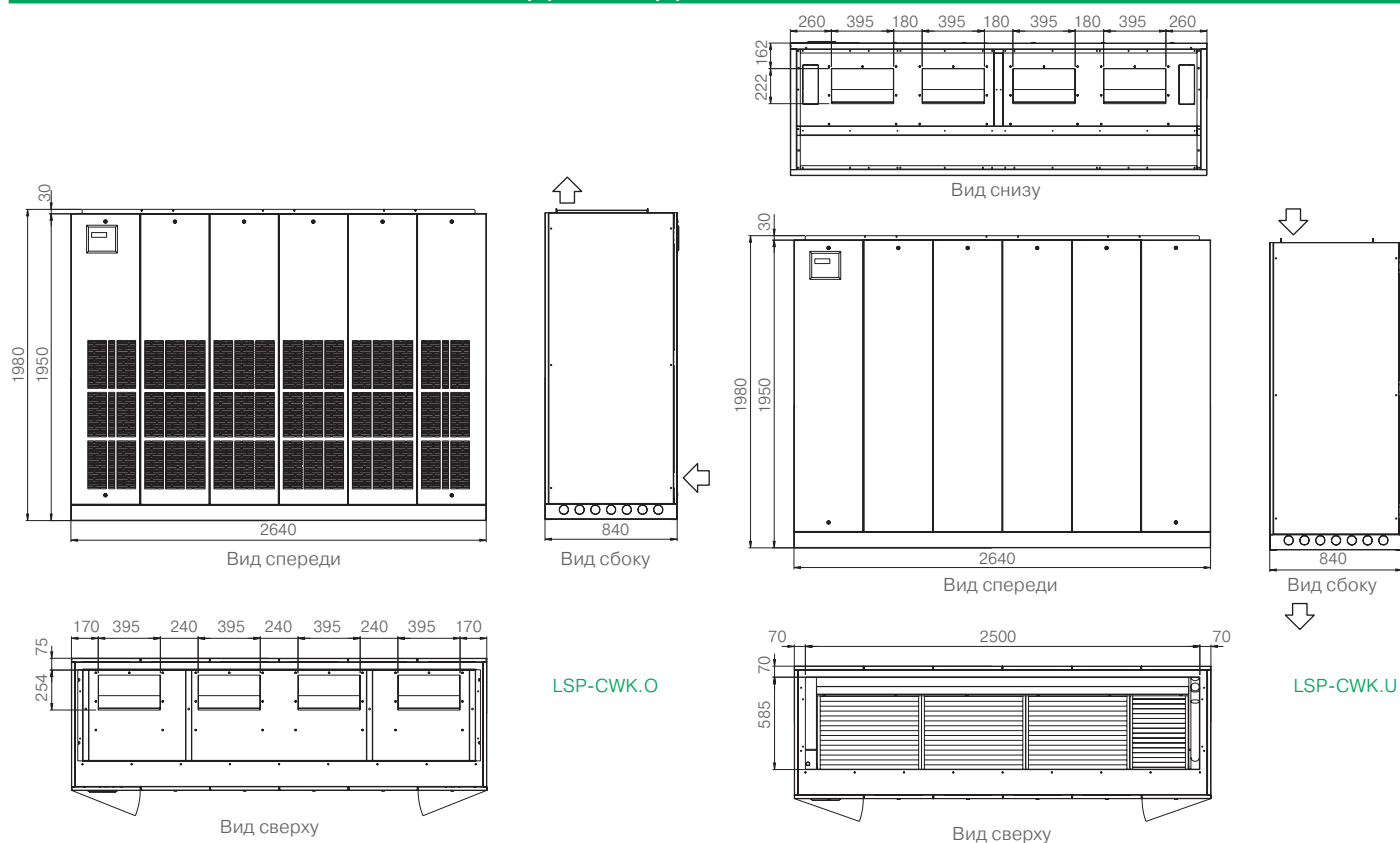 260 395 180 395 180 395 180 395 260
162
222
Вид снизу
30
1980
1950
2640
840
Вид спереди
Вид сбоку
30
1980
1950
2640
840
Вид спереди
Вид сбоку
170 395 240 395 240 395 240 395 170
75
254
LSP-CWK.O
Вид сверху
70 2500 70
70
585
LSP-CWK.U
Вид сверху